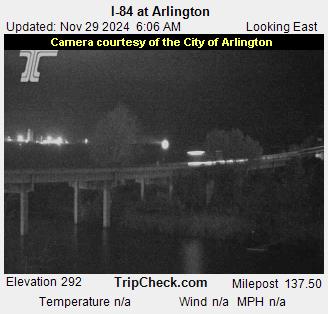 I-84 at Arlington
Updated: Nov 29 2024 6:06 AM Looking East
Camera courtesy of the City of Arlington
Elevation 292 TripCheck.com Milepost 137.50
Temperature n/a Wind n/a MPH n/a